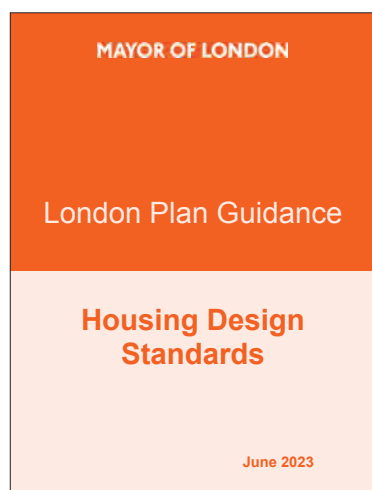 MAYOR OF LONDON
London Plan Guidance
Housing Design
Standards
June 2023